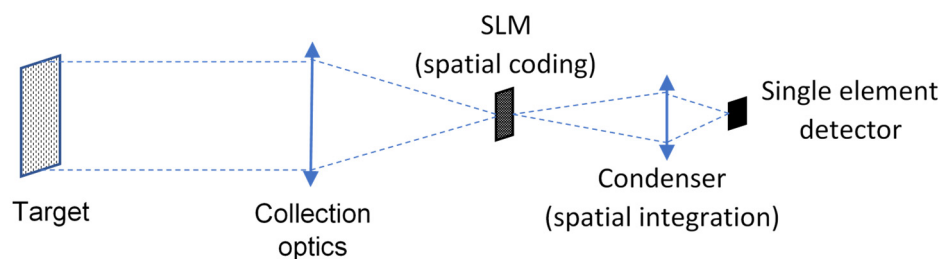 SLM
(spatial coding)
Single element
detector
Target
Collection
optics
Condenser
(spatial integration)